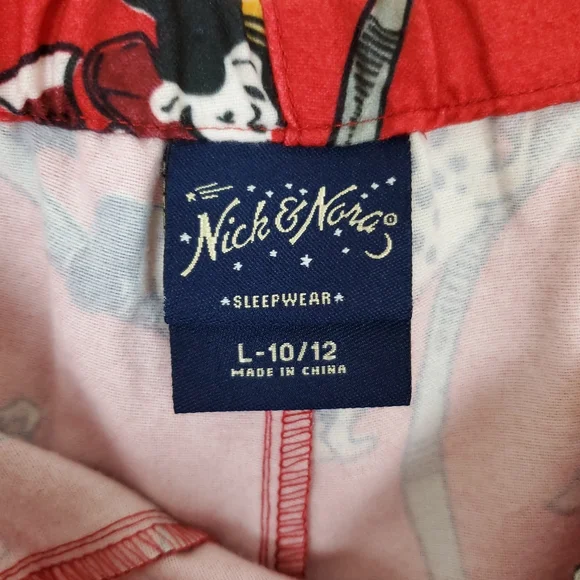 Nick & Nora©
*SLEEPWEAR*
L-10/12
MADE IN CHINA